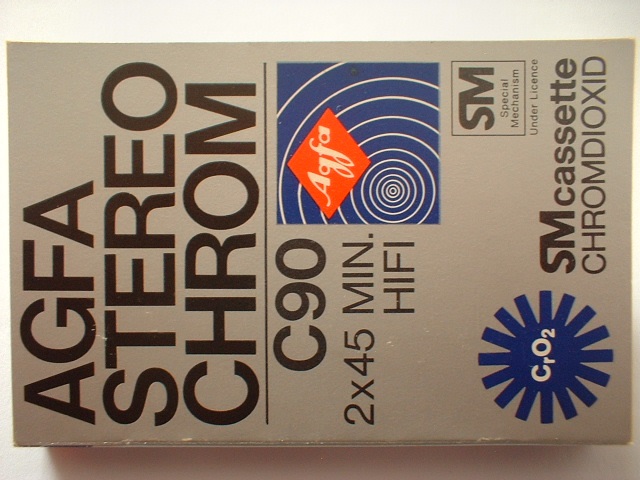 AGFA
STEREO
CHROM
Agfa
C90
2x45 MIN.
HIFI
SM
Special
Mechanism
Under Licence
SM cassette
CHROMDIOXID
CrO2